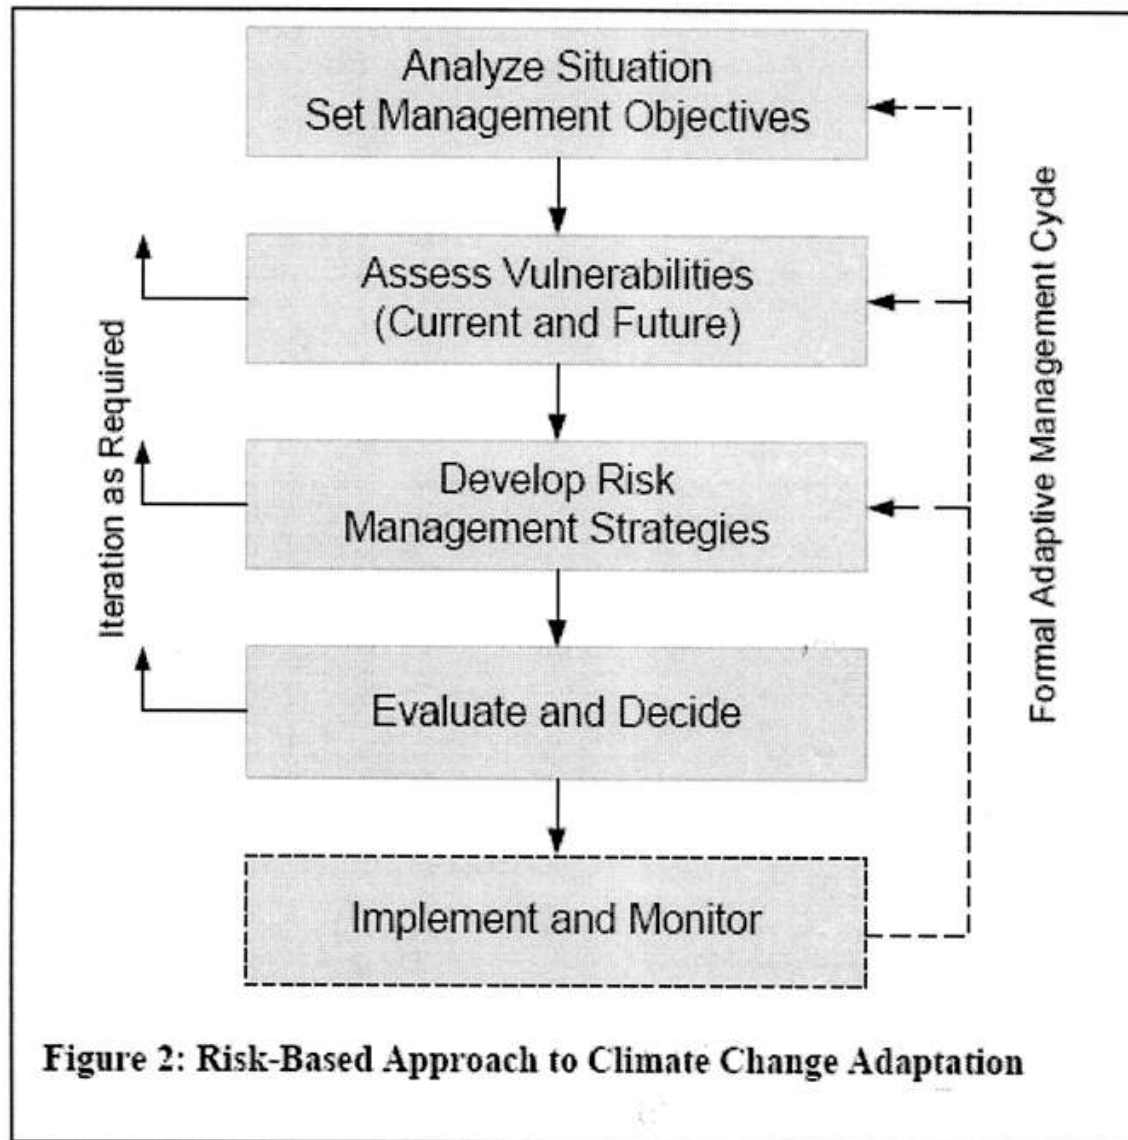 Analyze Situation
Set Management Objectives
Assess Vulnerabilities
(Current and Future)
Develop Risk
Management Strategies
Evaluate and Decide
Implement and Monitor
Iteration as Required
Formal Adaptive Management Cycle
Figure 2: Risk-Based Approach to Climate Change Adaptation